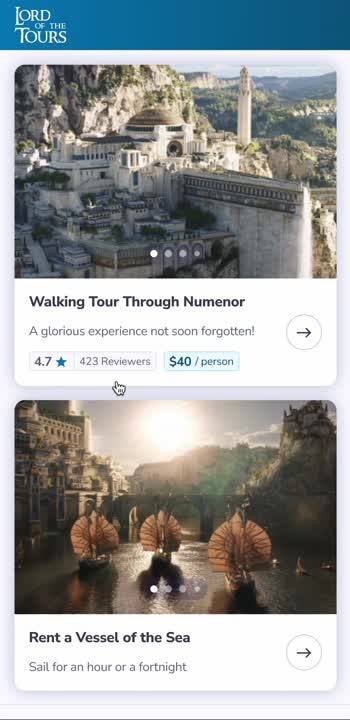 LORD
OF THE
TOURS
Walking Tour Through Numenor
A glorious experience not soon forgotten!
4.7 ★ 423 Reviewers $40 / person
Rent a Vessel of the Sea
Sail for an hour or a fortnight